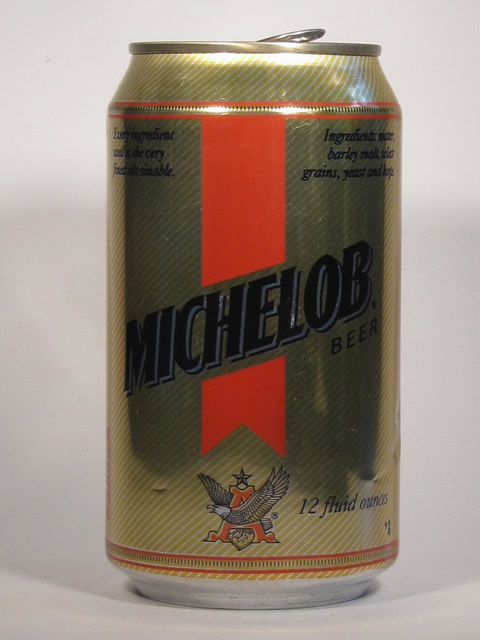 Every ingredient
used is the very
finest obtainable.
Ingredients: water,
barley malt, select
grains, yeast and hops
MICHELOB®
BEER
A
12 fluid ounces